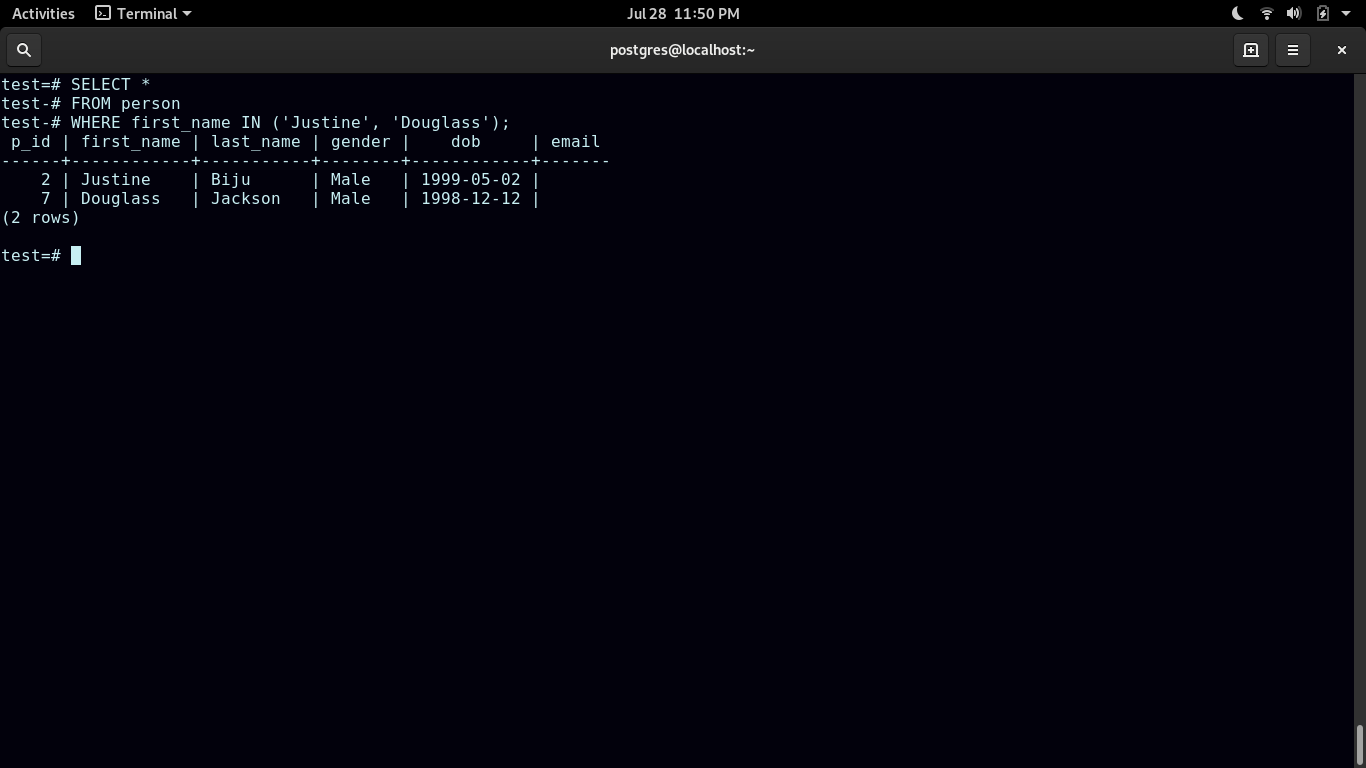 Activities Terminal Jul 28 11:50 PM
postgres@localhost:~
test=# SELECT *
test-# FROM person
test-# WHERE first_name IN ('Justine', 'Douglass');
 p_id | first_name | last_name | gender |    dob     | email
------+------------+-----------+--------+------------+-------
    2 | Justine    | Biju      | Male   | 1999-05-02 |
    7 | Douglass   | Jackson   | Male   | 1998-12-12 |
(2 rows)
test=#